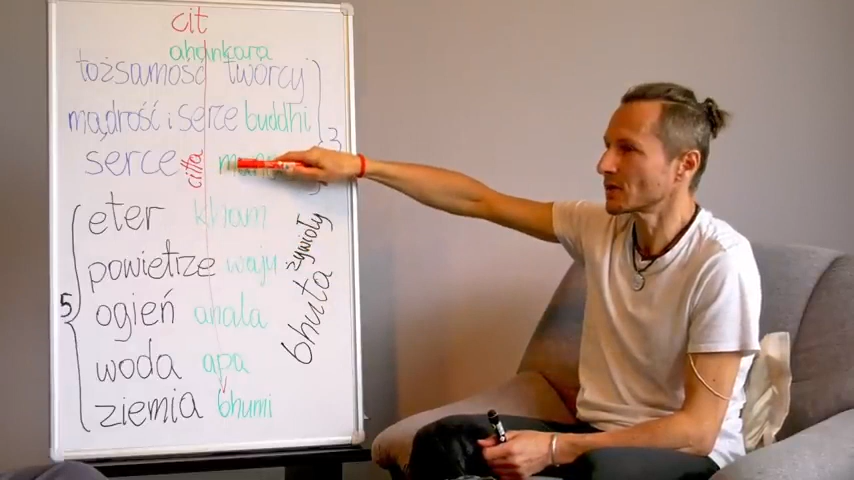 cit
ahankara
tożsamość twórcy
mądrość i serce buddhi
3
serce citta
eter kham
powietrze waju
żywioły
5
ogień anala
bhuta
woda apa
ziemia bhumi